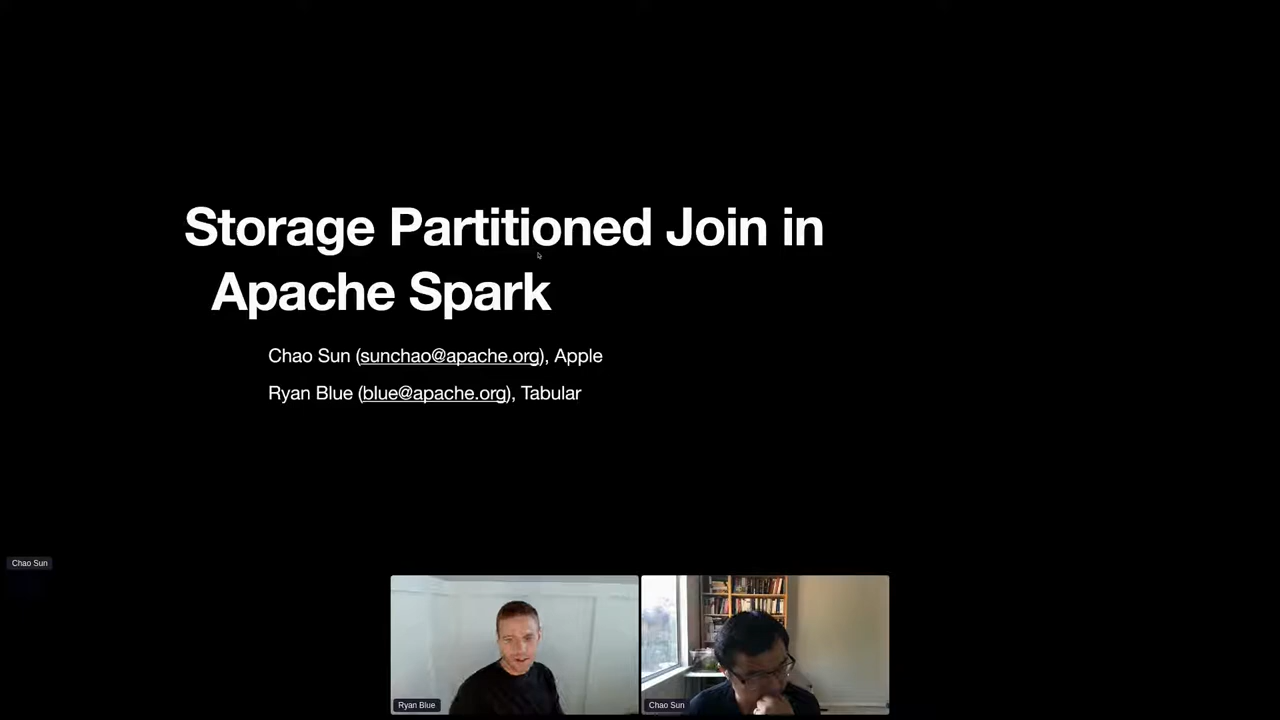 Storage Partitioned Join in
Apache Spark
Chao Sun (sunchao@apache.org), Apple
Ryan Blue (blue@apache.org), Tabular
Chao Sun
Ryan Blue
Chao Sun